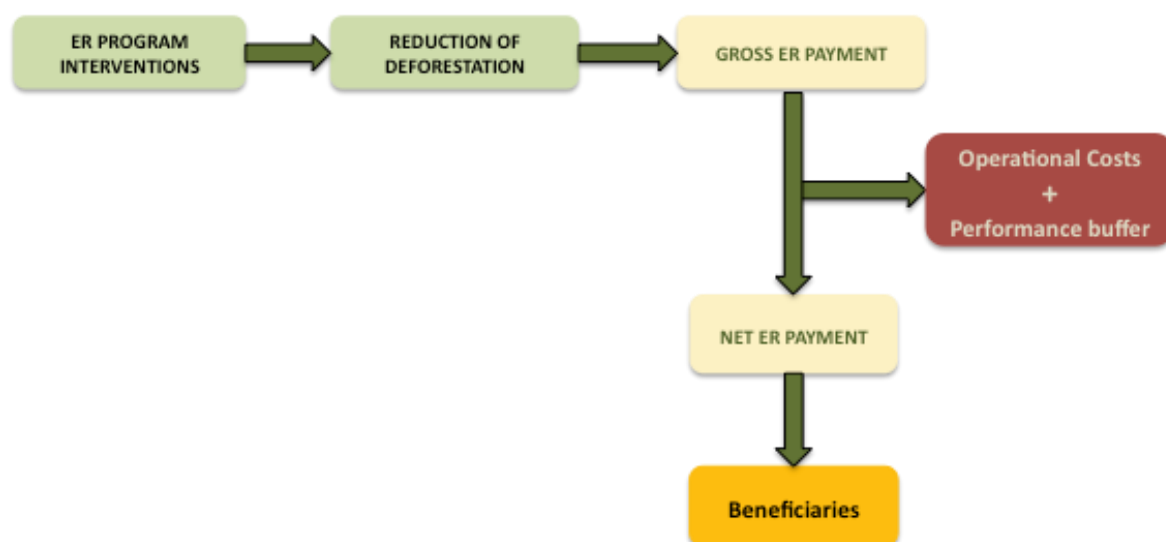 ER PROGRAM
INTERVENTIONS
REDUCTION OF
DEFORESTATION
GROSS ER PAYMENT
Operational Costs
+
Performance buffer
NET ER PAYMENT
Beneficiaries